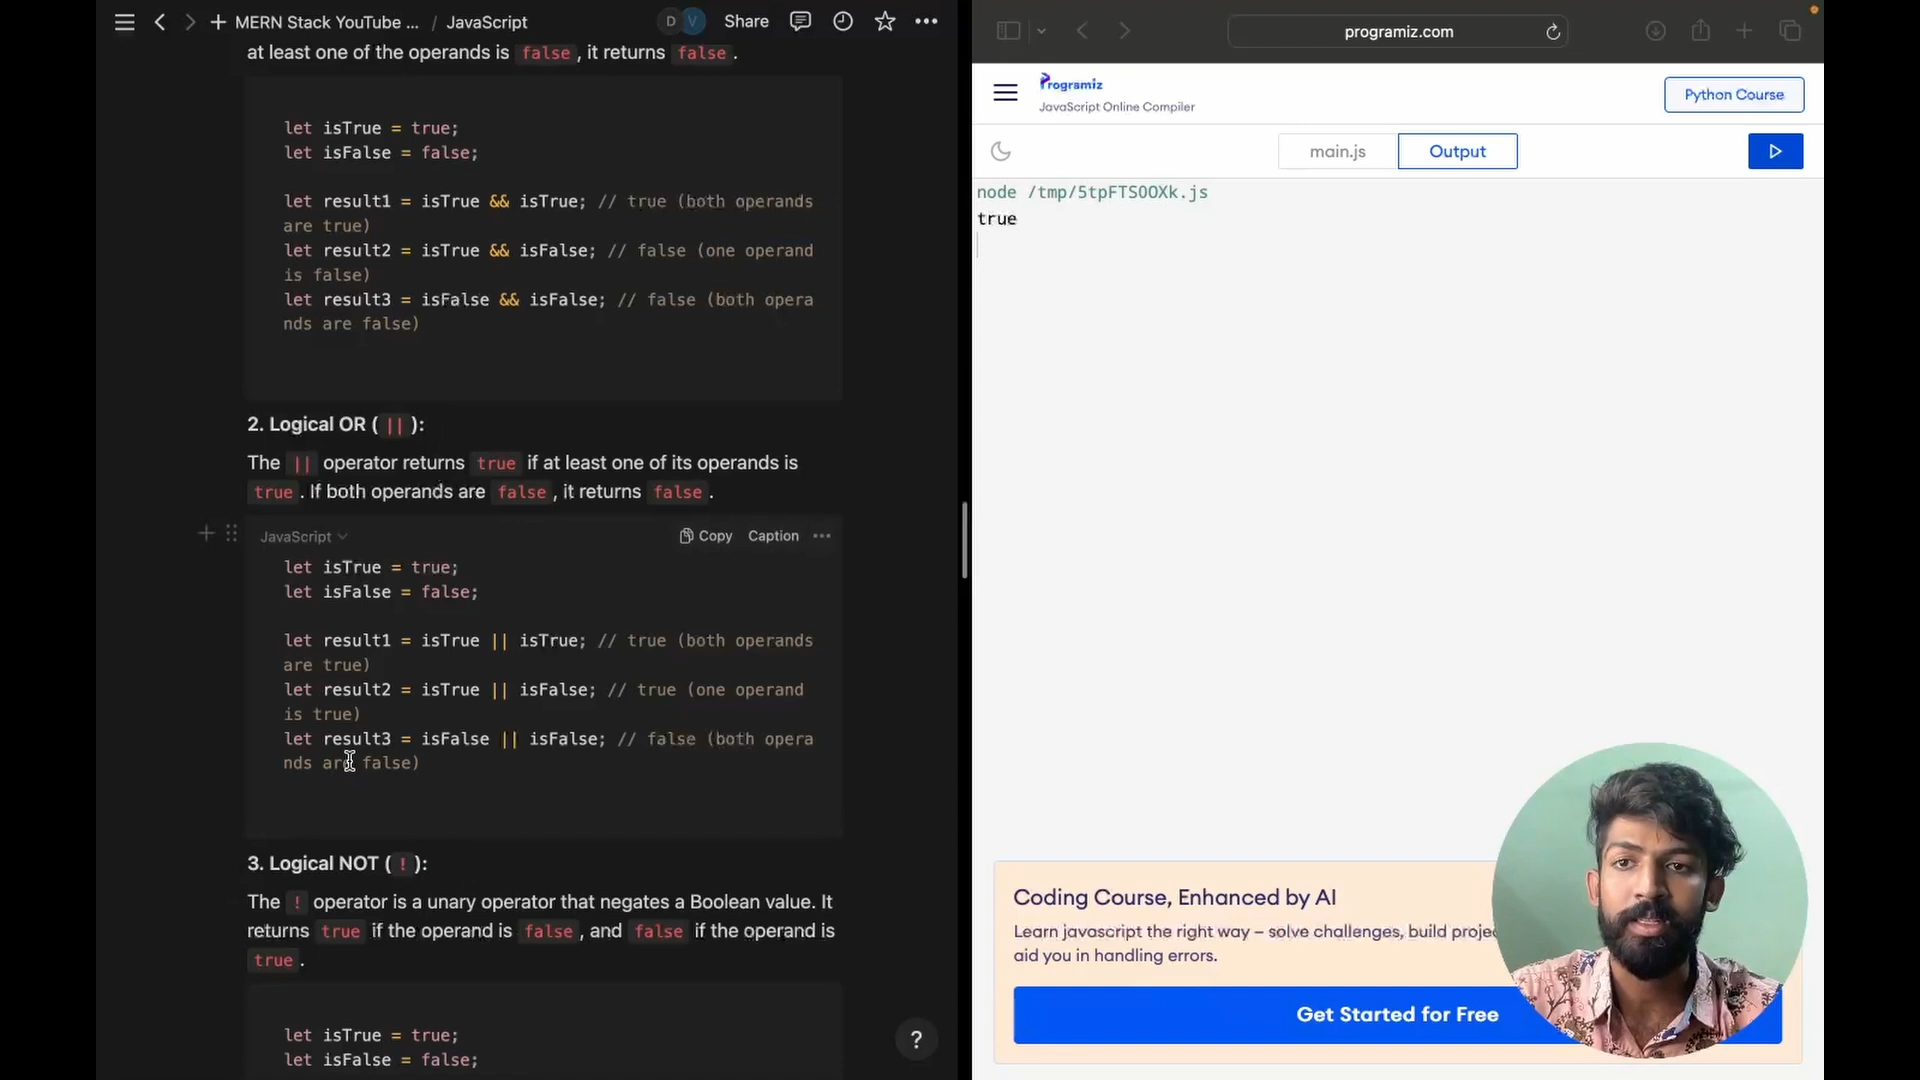 MERN Stack YouTube ... / JavaScript
D V Share
at least one of the operands is false , it returns false .
let isTrue = true;
let isFalse = false;
let result1 = isTrue && isTrue; // true (both operands
are true)
let result2 = isTrue && isFalse; // false (one operand
is false)
let result3 = isFalse && isFalse; // false (both opera
nds are false)
2. Logical OR ( || ):
The || operator returns true if at least one of its operands is
true . If both operands are false , it returns false .
JavaScript Copy Caption
let isTrue = true;
let isFalse = false;
let result1 = isTrue || isTrue; // true (both operands
are true)
let result2 = isTrue || isFalse; // true (one operand
is true)
let result3 = isFalse || isFalse; // false (both opera
nds are false)
3. Logical NOT ( ! ):
The ! operator is a unary operator that negates a Boolean value. It
returns true if the operand is false , and false if the operand is
true .
let isTrue = true;
let isFalse = false;
?
programiz.com
Programiz
JavaScript Online Compiler
Python Course
main.js Output
node /tmp/5tpFTSOOXk.js
true
Coding Course, Enhanced by AI
Learn javascript the right way – solve challenges, build projec
aid you in handling errors.
Get Started for Free